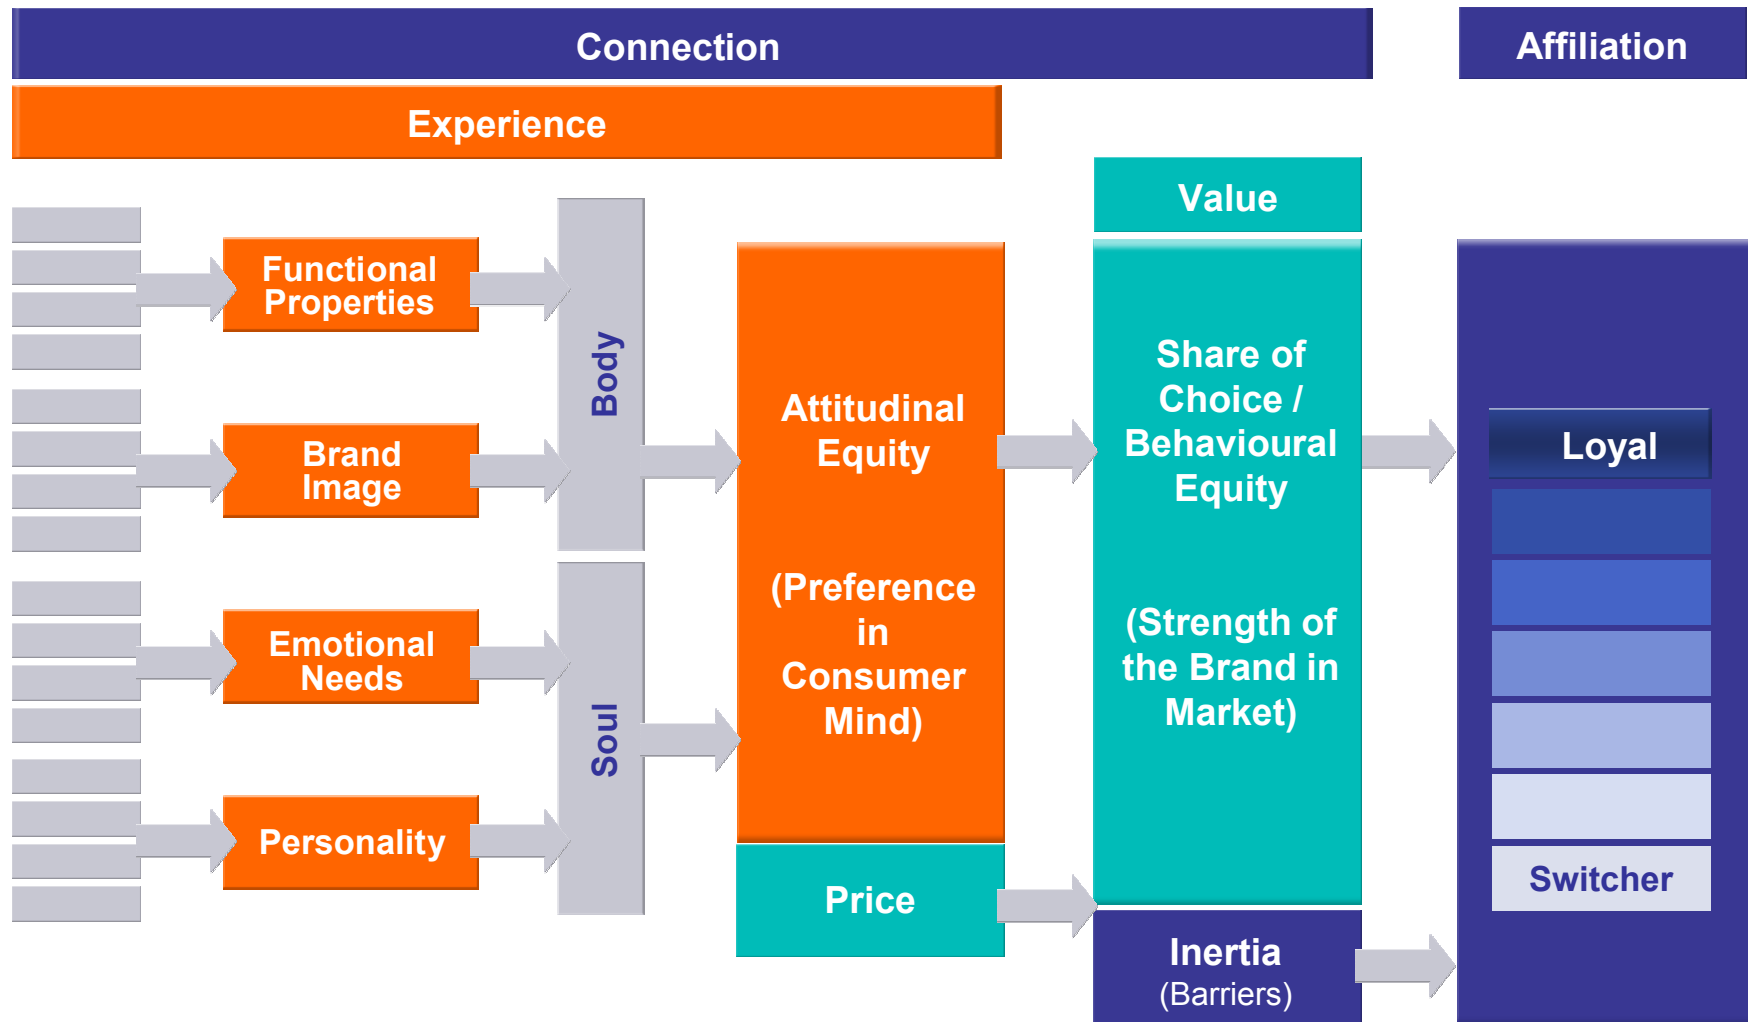 Connection
Affiliation
Experience
Value
Functional
Properties
Brand
Image
Emotional
Needs
Personality
Body
Soul
Attitudinal
Equity
(Preference
in
Consumer
Mind)
Price
Share of
Choice /
Behavioural
Equity
(Strength of
the Brand in
Market)
Inertia
(Barriers)
Loyal
Switcher